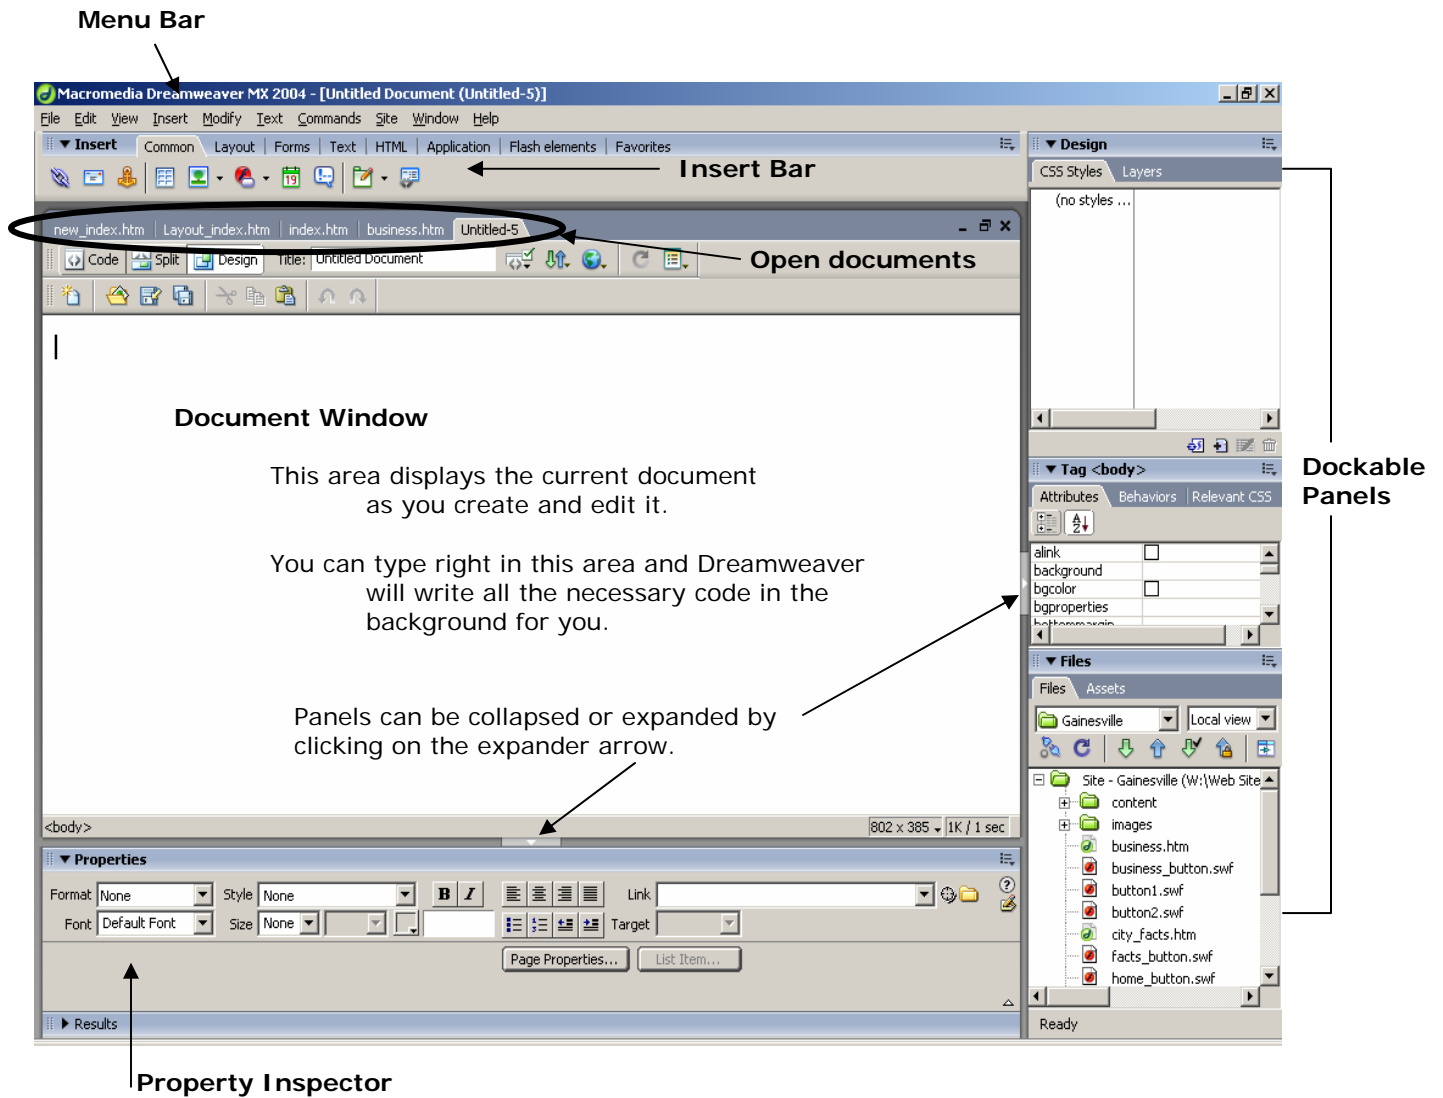 Menu Bar
Macromedia Dreamweaver MX 2004 - [Untitled Document (Untitled-5)]
File Edit View Insert Modify Text Commands Site Window Help
Insert Common Layout Forms Text HTML Application Flash elements Favorites
Insert Bar
new_index.htm Layout_index.htm index.htm business.htm Untitled-5
Code Split Design Title: Untitled Document
Open documents
Document Window
This area displays the current document
as you create and edit it.
You can type right in this area and Dreamweaver
will write all the necessary code in the
background for you.
Panels can be collapsed or expanded by
clicking on the expander arrow.
<body> 802 x 385 1K / 1 sec
Properties
Format None Style None B I Link
Font Default Font Size None Target
Page Properties... List Item...
Results
Property Inspector
Design
CSS Styles Layers
(no styles ...
Tag <body>
Attributes Behaviors Relevant CSS
alink
background
bgcolor
bgproperties
bottommargin
Files
Files Assets
Gainesville Local view
Site - Gainesville (W:\Web Site
content
images
business.htm
business_button.swf
button1.swf
button2.swf
city_facts.htm
facts_button.swf
home_button.swf
Ready
Dockable
Panels